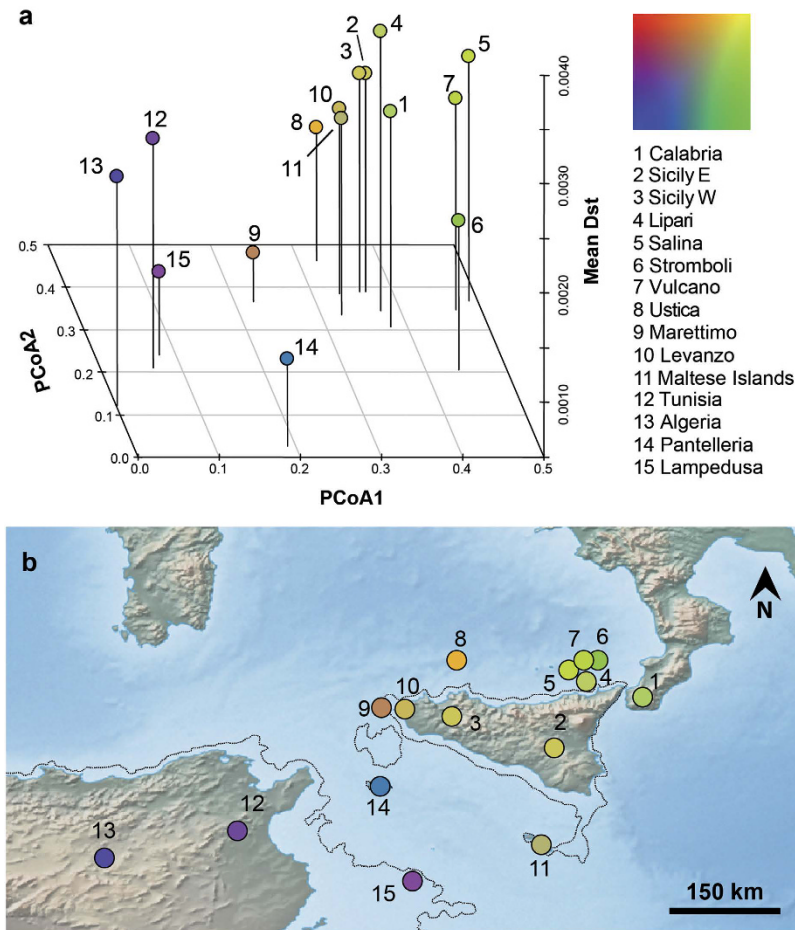 a
2
4
3
5
7
10
1
8
11
12
13
6
9
15
14
0.5
0.4
0.3
0.2
0.1
0.0
PCoA2
0.0 0.1 0.2 0.3 0.4 0.5
PCoA1
0.0040
0.0030
0.0020
0.0010
Mean Dst
1 Calabria
2 Sicily E
3 Sicily W
4 Lipari
5 Salina
6 Stromboli
7 Vulcano
8 Ustica
9 Marettimo
10 Levanzo
11 Maltese Islands
12 Tunisia
13 Algeria
14 Pantelleria
15 Lampedusa
b
N
8
7 6
5 4
1
9 10
3
2
14
12
13
11
15
150 km